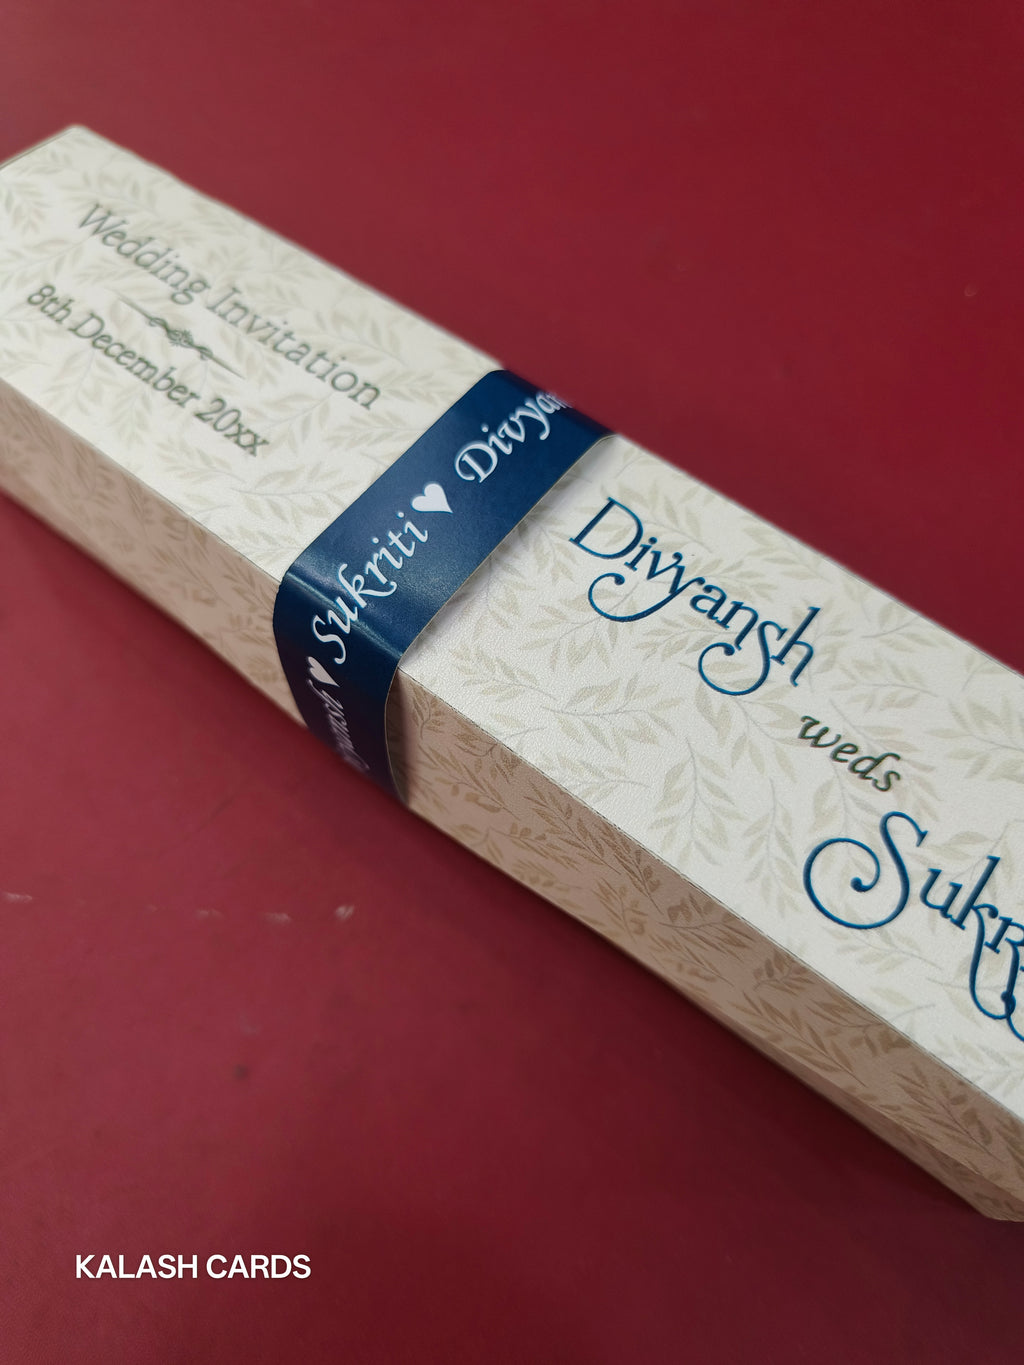 Wedding Invitation
8th December 20xx
Sukriti ♥
Divyansh
weds
KALASH CARDS